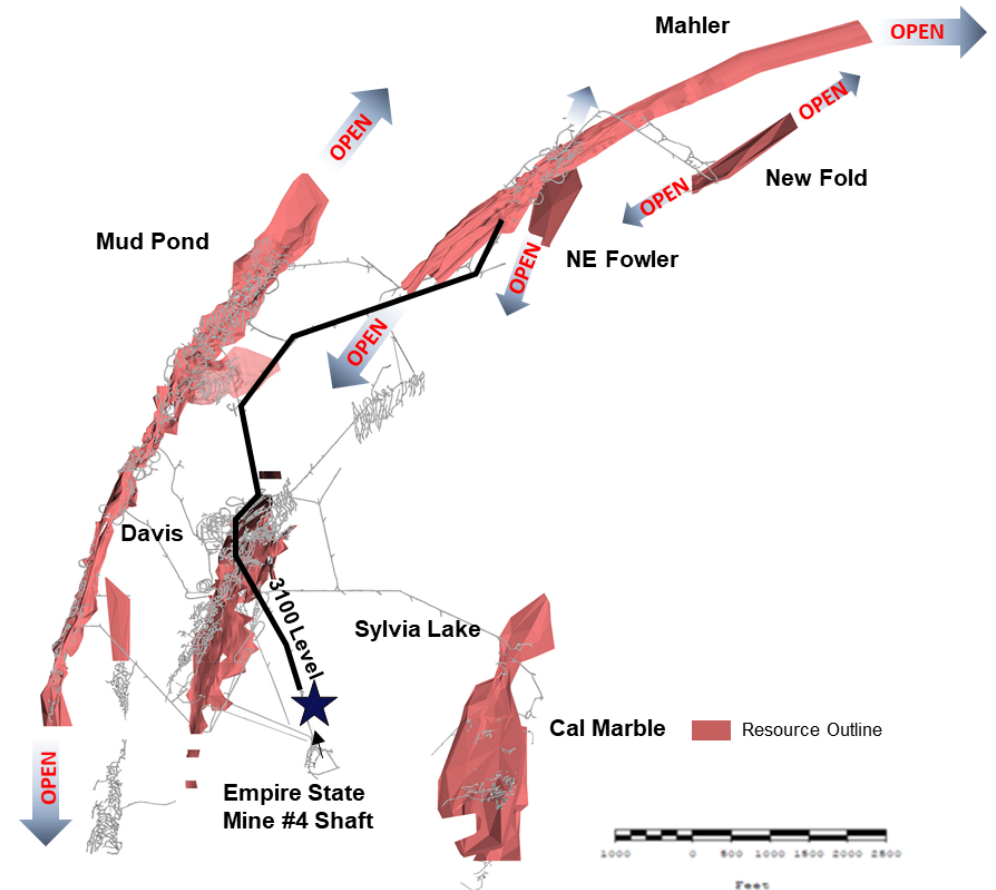 Mahler
OPEN
OPEN
OPEN
New Fold
OPEN
Mud Pond
NE Fowler
OPEN
OPEN
Davis
3100 Level
Sylvia Lake
Cal Marble
Resource Outline
OPEN
Empire State
Mine #4 Shaft
1000 0 500 1000 1500 2000 2500
Feet